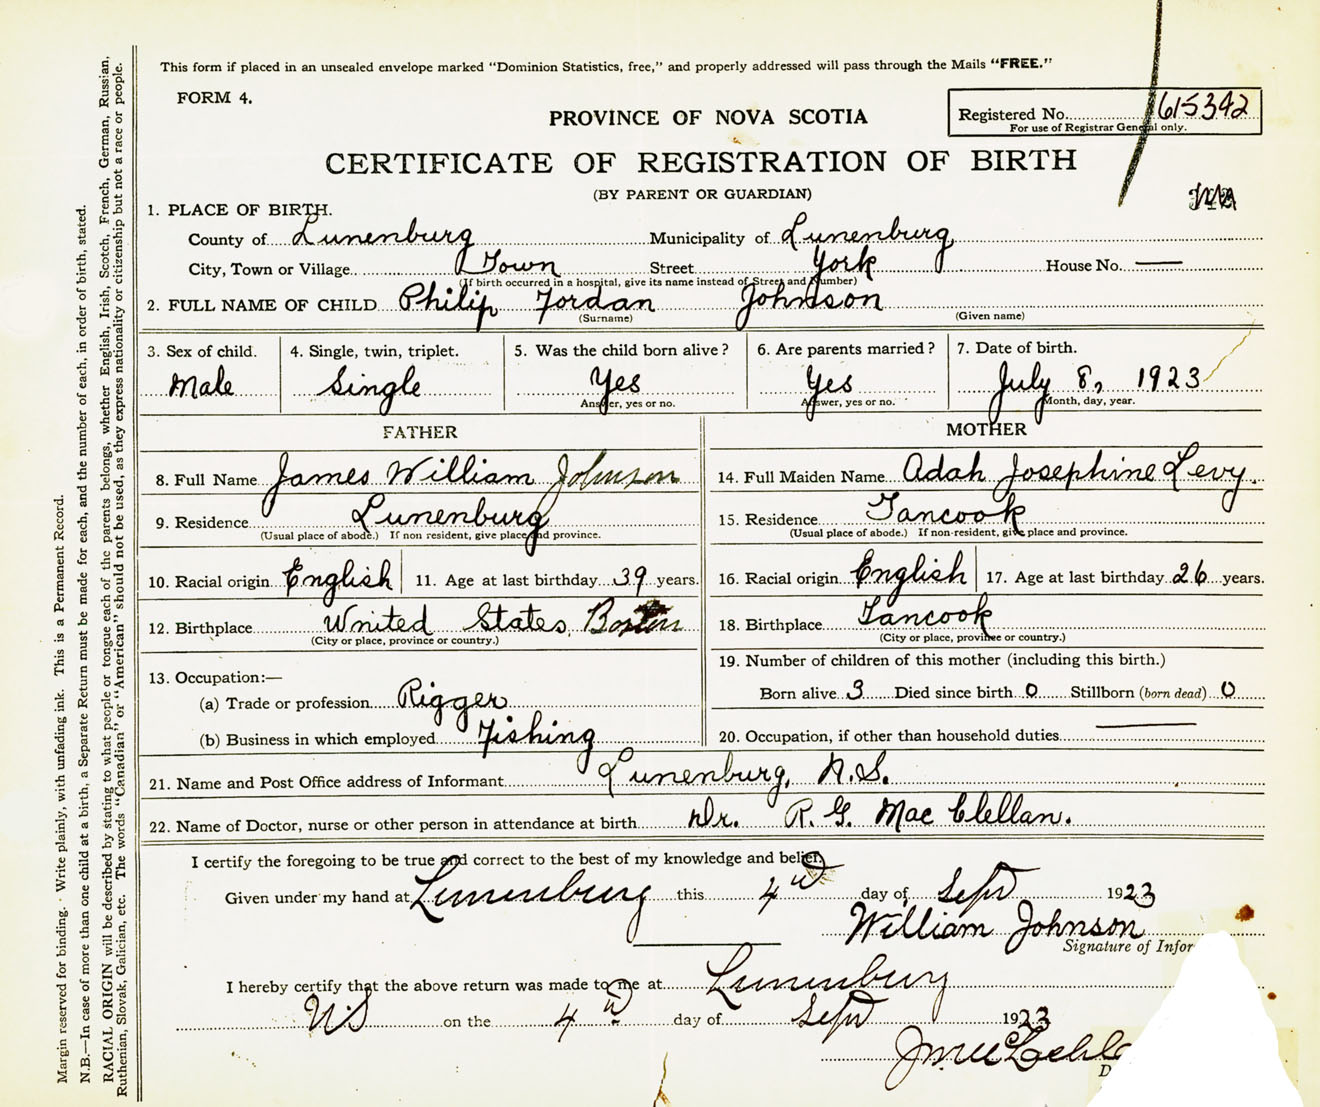 This form if placed in an unsealed envelope marked "Dominion Statistics, free," and properly addressed will pass through the Mails "FREE."
FORM 4.
PROVINCE OF NOVA SCOTIA
Registered No. 615342
For use of Registrar General only.
CERTIFICATE OF REGISTRATION OF BIRTH
(BY PARENT OR GUARDIAN)
1. PLACE OF BIRTH.
County of Lunenburg Municipality of Lunenburg
City, Town or Village Town Street York House No. —
(If birth occurred in a hospital, give its name instead of Street and Number)
2. FULL NAME OF CHILD Philip Jordan Johnson
(Surname) (Given name)
3. Sex of child. 4. Single, twin, triplet. 5. Was the child born alive? 6. Are parents married? 7. Date of birth.
Male Single Yes Yes July 8, 1923
Answer, yes or no. Answer, yes or no. Month, day, year.
FATHER MOTHER
8. Full Name James William Johnson 14. Full Maiden Name Adah Josephine Levy.
9. Residence Lunenburg 15. Residence Tancook
(Usual place of abode.) If non resident, give place and province. (Usual place of abode.) If non-resident, give place and province.
10. Racial origin English 11. Age at last birthday 39 years. 16. Racial origin English 17. Age at last birthday 26 years.
12. Birthplace United States, Boston 18. Birthplace Tancook
(City or place, province or country.) (City or place, province or country.)
13. Occupation:— 19. Number of children of this mother (including this birth.)
(a) Trade or profession Rigger Born alive 3 Died since birth 0 Stillborn (born dead) 0
(b) Business in which employed Fishing 20. Occupation, if other than household duties —
21. Name and Post Office address of Informant Lunenburg, N.S.
22. Name of Doctor, nurse or other person in attendance at birth Dr. R. G. Mac Clellan.
I certify the foregoing to be true and correct to the best of my knowledge and belief.
Given under my hand at Lunenburg this 4th day of Sept 1923
William Johnson
Signature of Infor
I hereby certify that the above return was made to me at Lunenburg
NS on the 4th day of Sept 1923
D
Margin reserved for binding. Write plainly, with unfading ink. This is a Permanent Record.
N.B.—In case of more than one child at a birth, a Separate Return must be made for each, and the number of each, in order of birth, stated.
RACIAL ORIGIN will be described by stating to what people or tongue each of the parents belongs, whether English, Irish, Scotch, French, German, Russian,
Ruthenian, Slovak, Galician, etc. The words "Canadian" or "American" should not be used, as they express nationality or citizenship but not a race or people.